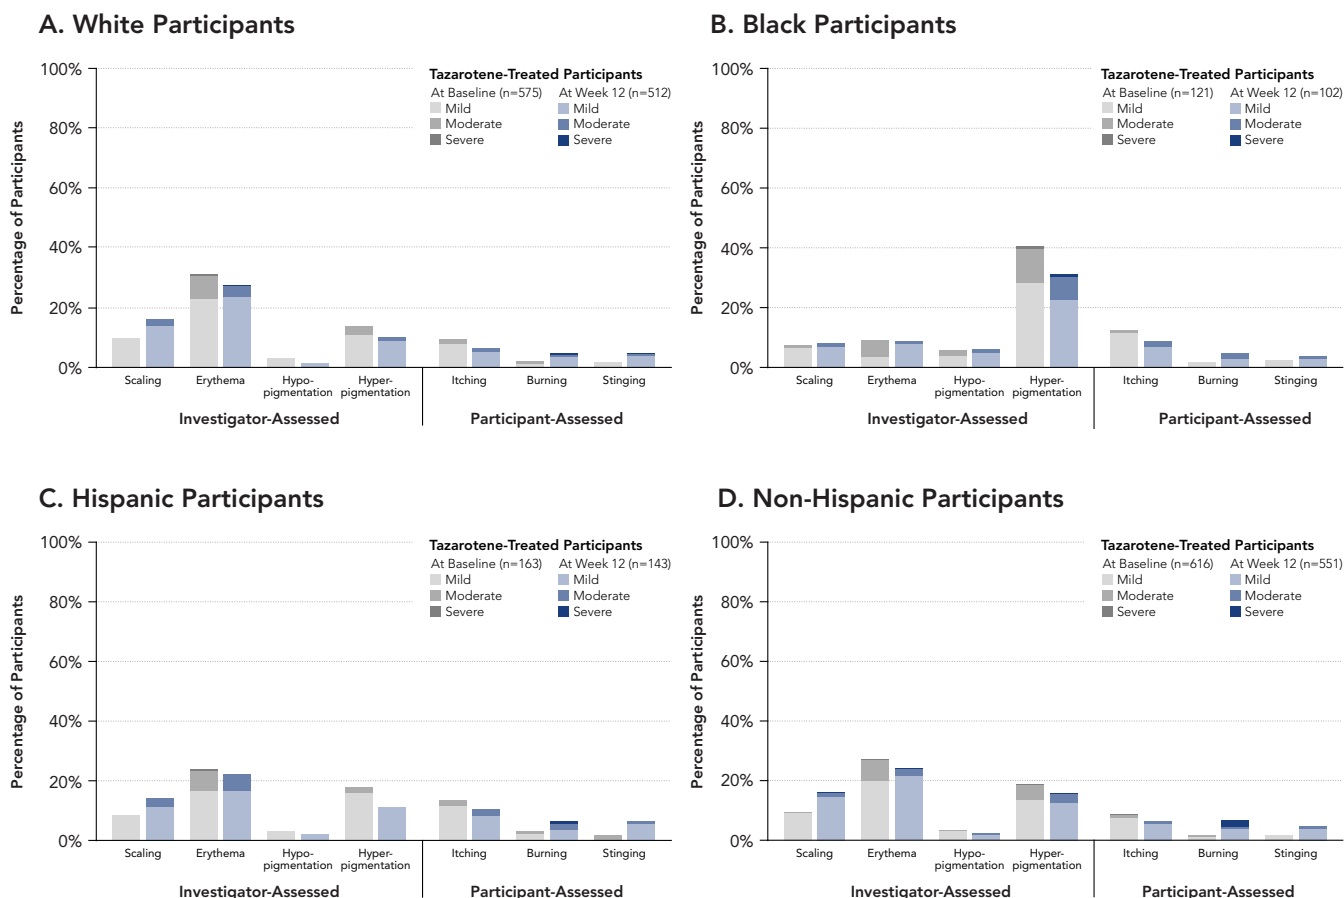 A. White Participants
Percentage of Participants
100%
80%
60%
40%
20%
0%
Tazarotene-Treated Participants
At Baseline (n=575) At Week 12 (n=512)
Mild Mild
Moderate Moderate
Severe Severe
Scaling Erythema Hypo-pigmentation Hyper-pigmentation Itching Burning Stinging
Investigator-Assessed Participant-Assessed
B. Black Participants
Percentage of Participants
100%
80%
60%
40%
20%
0%
Tazarotene-Treated Participants
At Baseline (n=121) At Week 12 (n=102)
Mild Mild
Moderate Moderate
Severe Severe
Scaling Erythema Hypo-pigmentation Hyper-pigmentation Itching Burning Stinging
Investigator-Assessed Participant-Assessed
C. Hispanic Participants
Percentage of Participants
100%
80%
60%
40%
20%
0%
Tazarotene-Treated Participants
At Baseline (n=163) At Week 12 (n=143)
Mild Mild
Moderate Moderate
Severe Severe
Scaling Erythema Hypo-pigmentation Hyper-pigmentation Itching Burning Stinging
Investigator-Assessed Participant-Assessed
D. Non-Hispanic Participants
Percentage of Participants
100%
80%
60%
40%
20%
0%
Tazarotene-Treated Participants
At Baseline (n=616) At Week 12 (n=551)
Mild Mild
Moderate Moderate
Severe Severe
Scaling Erythema Hypo-pigmentation Hyper-pigmentation Itching Burning Stinging
Investigator-Assessed Participant-Assessed